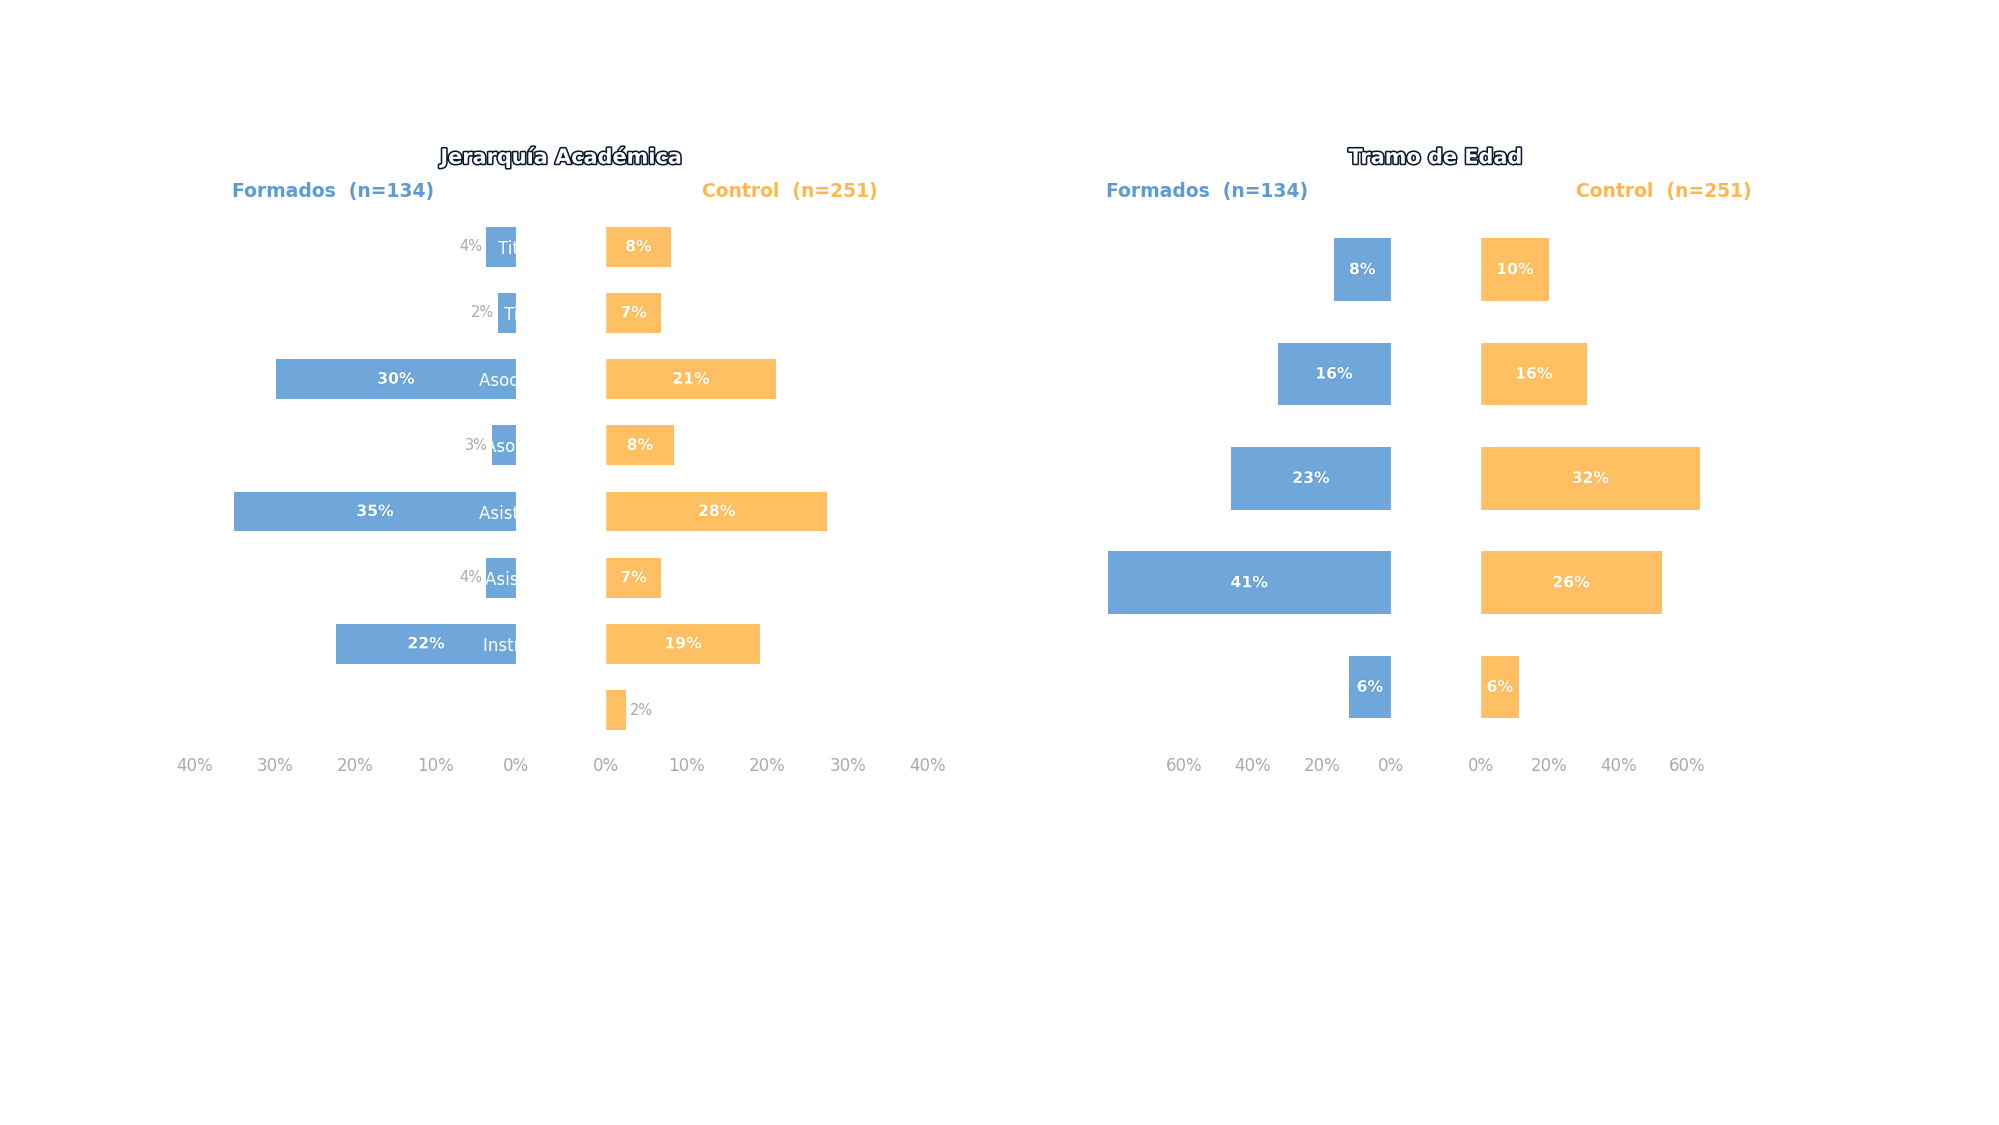 Jerarquía Académica
Formados (n=134) Control (n=251)
4% Tit 8%
2% Ti 7%
30% Asoc 21%
3% Aso 8%
35% Asist 28%
4% Asis 7%
22% Instr 19%
2%
40% 30% 20% 10% 0% 0% 10% 20% 30% 40%
Tramo de Edad
Formados (n=134) Control (n=251)
8% 10%
16% 16%
23% 32%
41% 26%
6% 6%
60% 40% 20% 0% 0% 20% 40% 60%